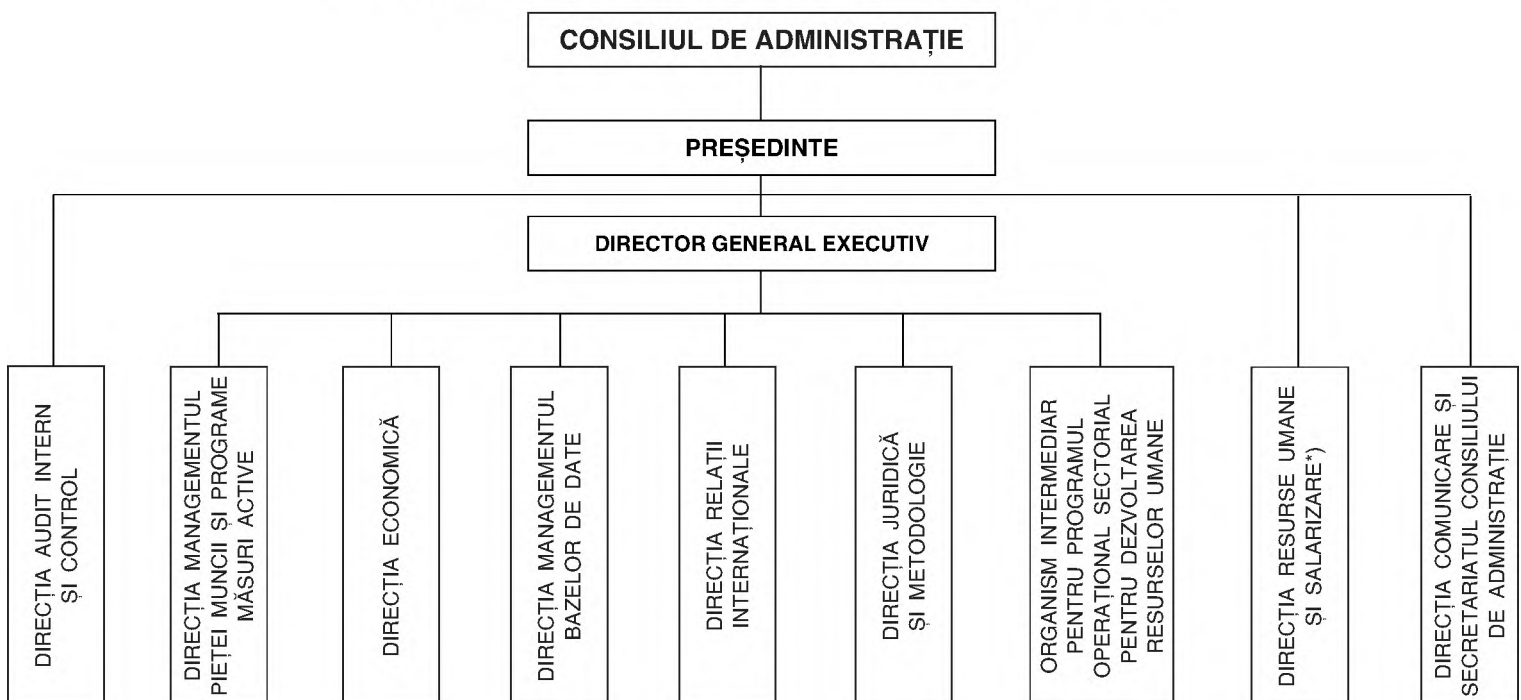 CONSILIUL DE ADMINISTRAȚIE
PREȘEDINTE
DIRECTOR GENERAL EXECUTIV
DIRECȚIA AUDIT INTERN
ȘI CONTROL
DIRECȚIA MANAGEMENTUL
PIEȚEI MUNCII ȘI PROGRAME
MĂSURI ACTIVE
DIRECȚIA ECONOMICĂ
DIRECȚIA MANAGEMENTUL
BAZELOR DE DATE
DIRECȚIA RELAȚII
INTERNAȚIONALE
DIRECȚIA JURIDICĂ
ȘI METODOLOGIE
ORGANISM INTERMEDIAR
PENTRU PROGRAMUL
OPERAȚIONAL SECTORIAL
PENTRU DEZVOLTAREA
RESURSELOR UMANE
DIRECȚIA RESURSE UMANE
ȘI SALARIZARE*)
DIRECȚIA COMUNICARE ȘI
SECRETARIATUL CONSILIULUI
DE ADMINISTRAȚIE